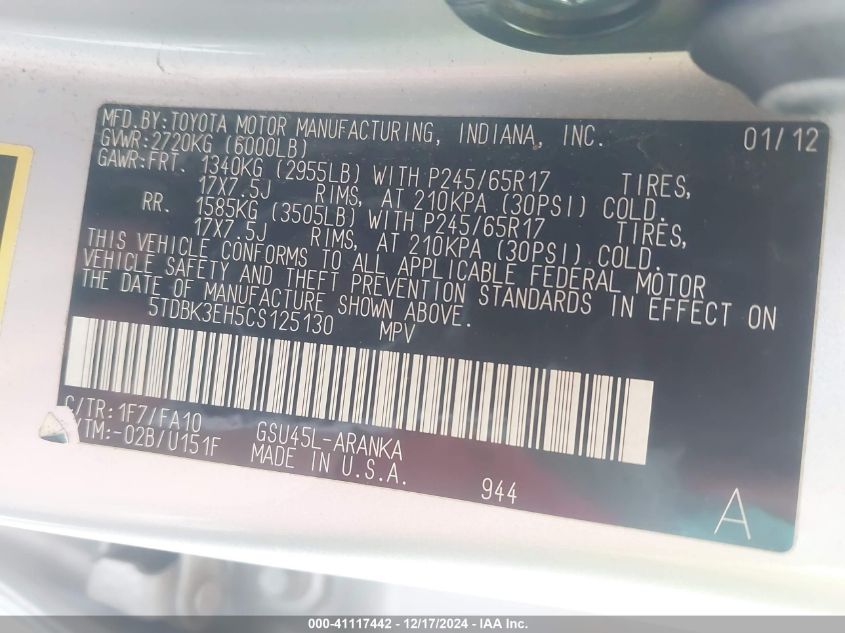 MFD.BY:TOYOTA MOTOR MANUFACTURING, INDIANA, INC. 01/12
GVWR:2720KG (6000LB)
GAWR:FRT. 1340KG (2955LB) WITH P245/65R17 TIRES,
17X7.5J RIMS, AT 210KPA (30PSI) COLD.
RR. 1585KG (3505LB) WITH P245/65R17 TIRES,
17X7.5J RIMS, AT 210KPA (30PSI) COLD.
THIS VEHICLE CONFORMS TO ALL APPLICABLE FEDERAL MOTOR
VEHICLE SAFETY AND THEFT PREVENTION STANDARDS IN EFFECT ON
THE DATE OF MANUFACTURE SHOWN ABOVE.
5TDBK3EH5CS125130 MPV
C/TR:1F7/FA10
/TM:-02B/U151F
GSU45L-ARANKA
MADE IN U.S.A.
944
A
000-41117442 - 12/17/2024 - IAA Inc.